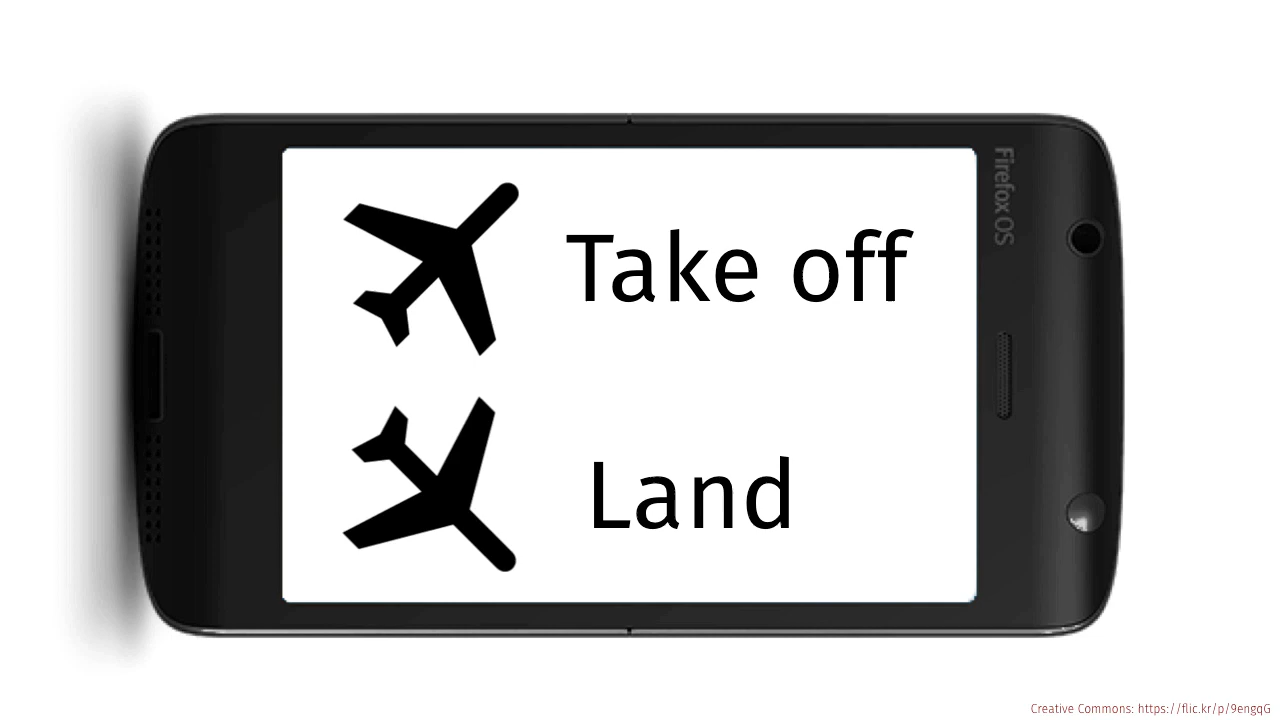 Firefox OS
Take off
Land
Creative Commons: https://flic.kr/p/9engqG